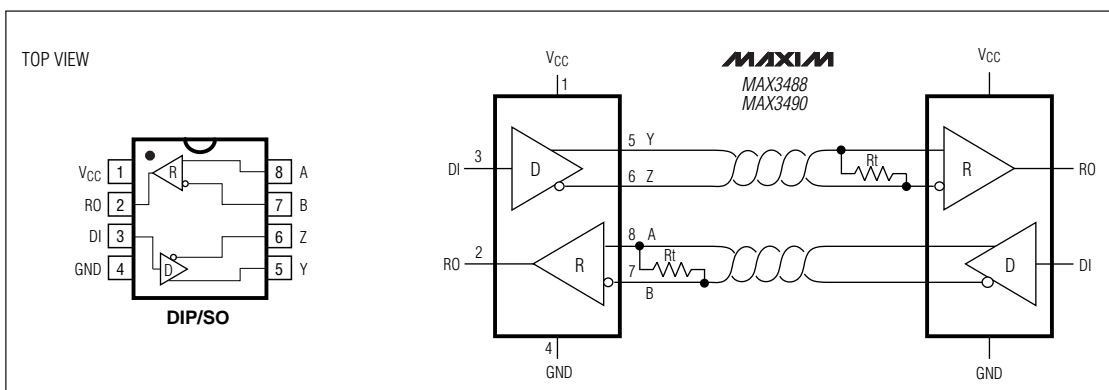 TOP VIEW
VCC 1
RO 2
DI 3
GND 4
8 A
7 B
6 Z
5 Y
R
D
DIP/SO
MAXIM
MAX3488
MAX3490
VCC
1
DI 3
D
5 Y
6 Z
Rt
R
RO
VCC
RO 2
R
8 A
7
B
Rt
D
DI
4
GND
GND